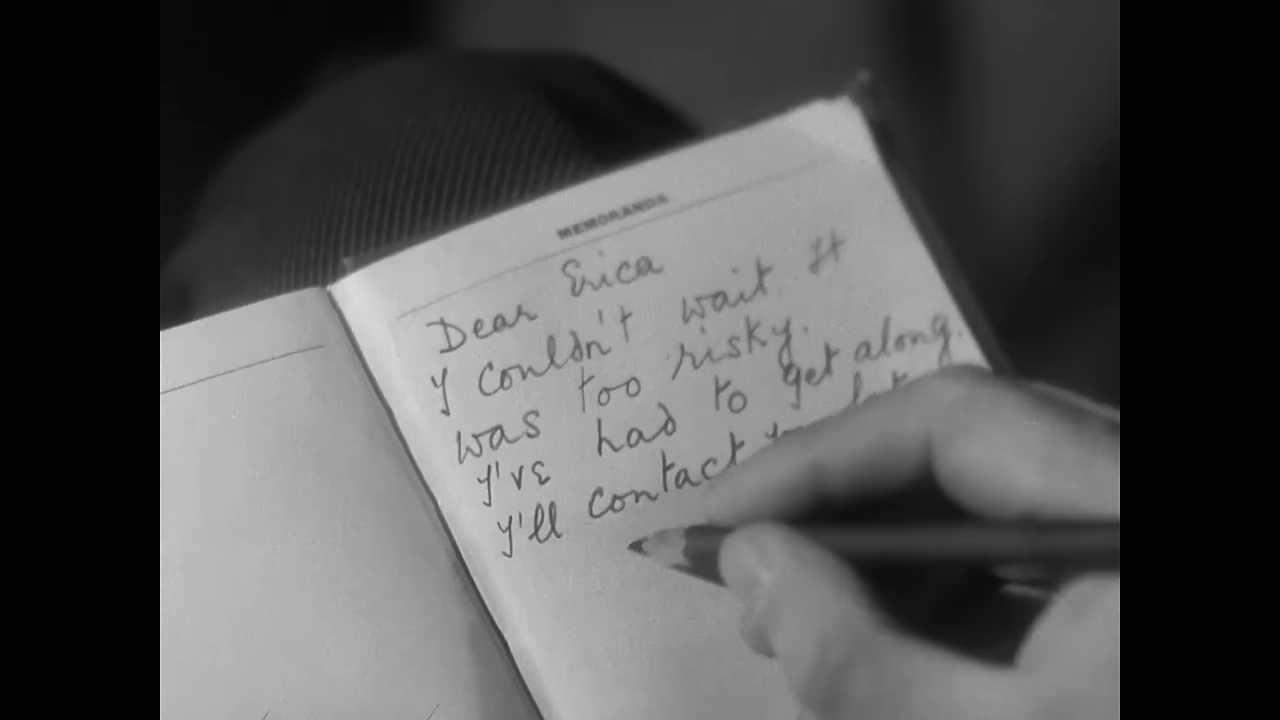 MEMORANDA
Dear Erica
I couldn't wait It
was too risky.
I've had to get along.
I'll contact